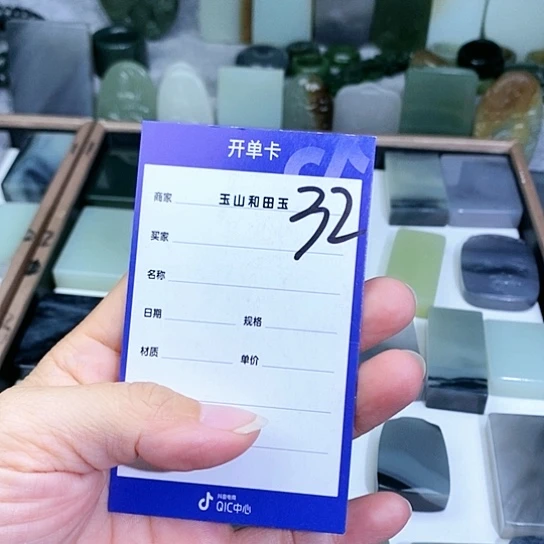 开单卡
商家 玉山和田玉 32
买家
名称
日期 规格
材质 单价
抖音电商
QIC中心